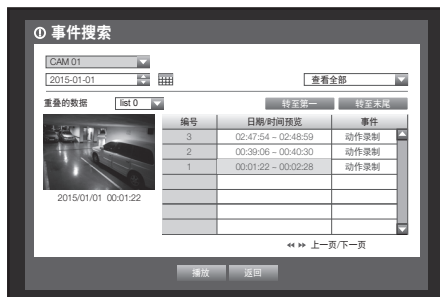 事件搜索
CAM 01
2015-01-01
查看全部
重叠的数据 list 0 转至第一 转至末尾
编号 日期/时间预览 事件
3 02:47:54 ~ 02:48:59 动作录制
2 00:39:06 ~ 00:40:30 动作录制
1 00:01:22 ~ 00:02:28 动作录制
2015/01/01 00:01:22
上一页/下一页
播放 返回